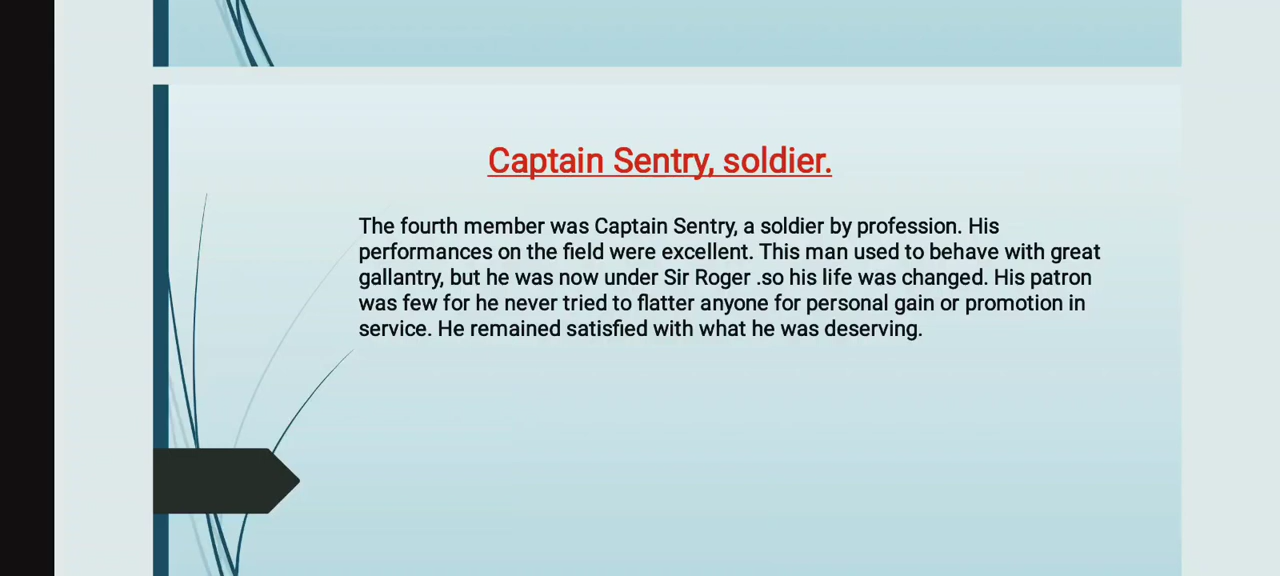 Captain Sentry, soldier.
The fourth member was Captain Sentry, a soldier by profession. His
performances on the field were excellent. This man used to behave with great
gallantry, but he was now under Sir Roger .so his life was changed. His patron
was few for he never tried to flatter anyone for personal gain or promotion in
service. He remained satisfied with what he was deserving.